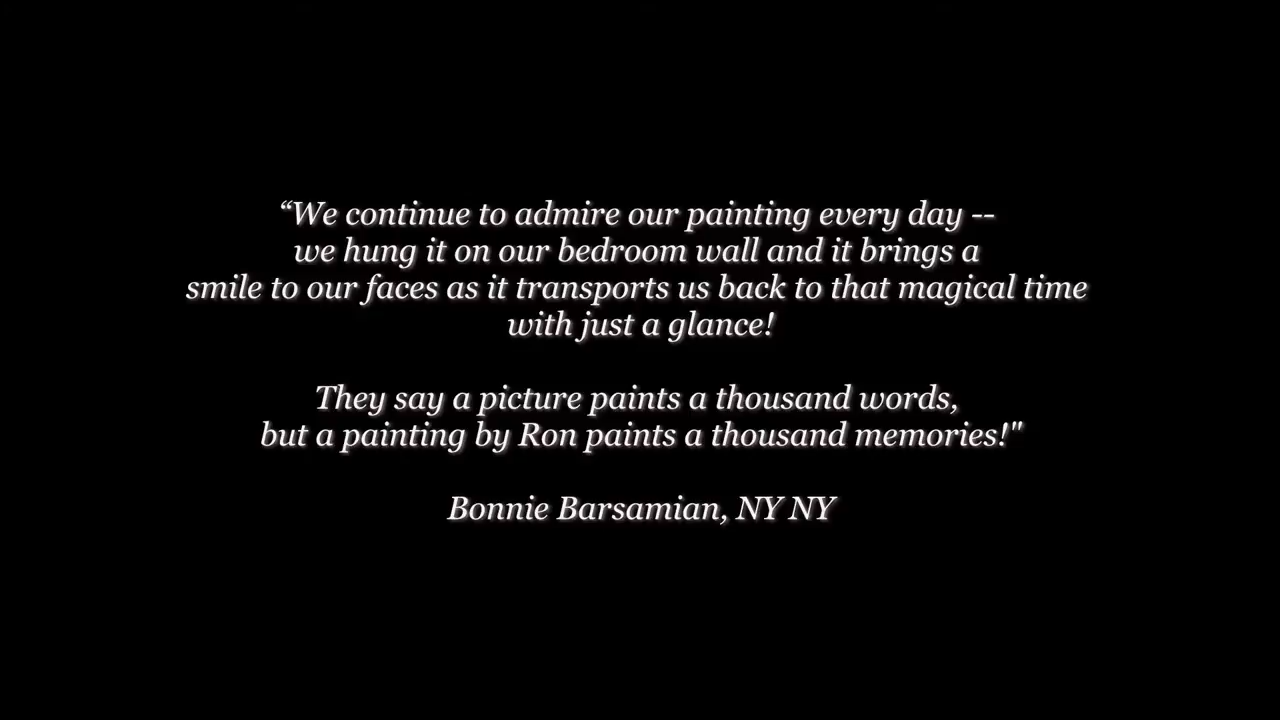 “We continue to admire our painting every day --
we hung it on our bedroom wall and it brings a
smile to our faces as it transports us back to that magical time
with just a glance!
They say a picture paints a thousand words,
but a painting by Ron paints a thousand memories!"
Bonnie Barsamian, NY NY